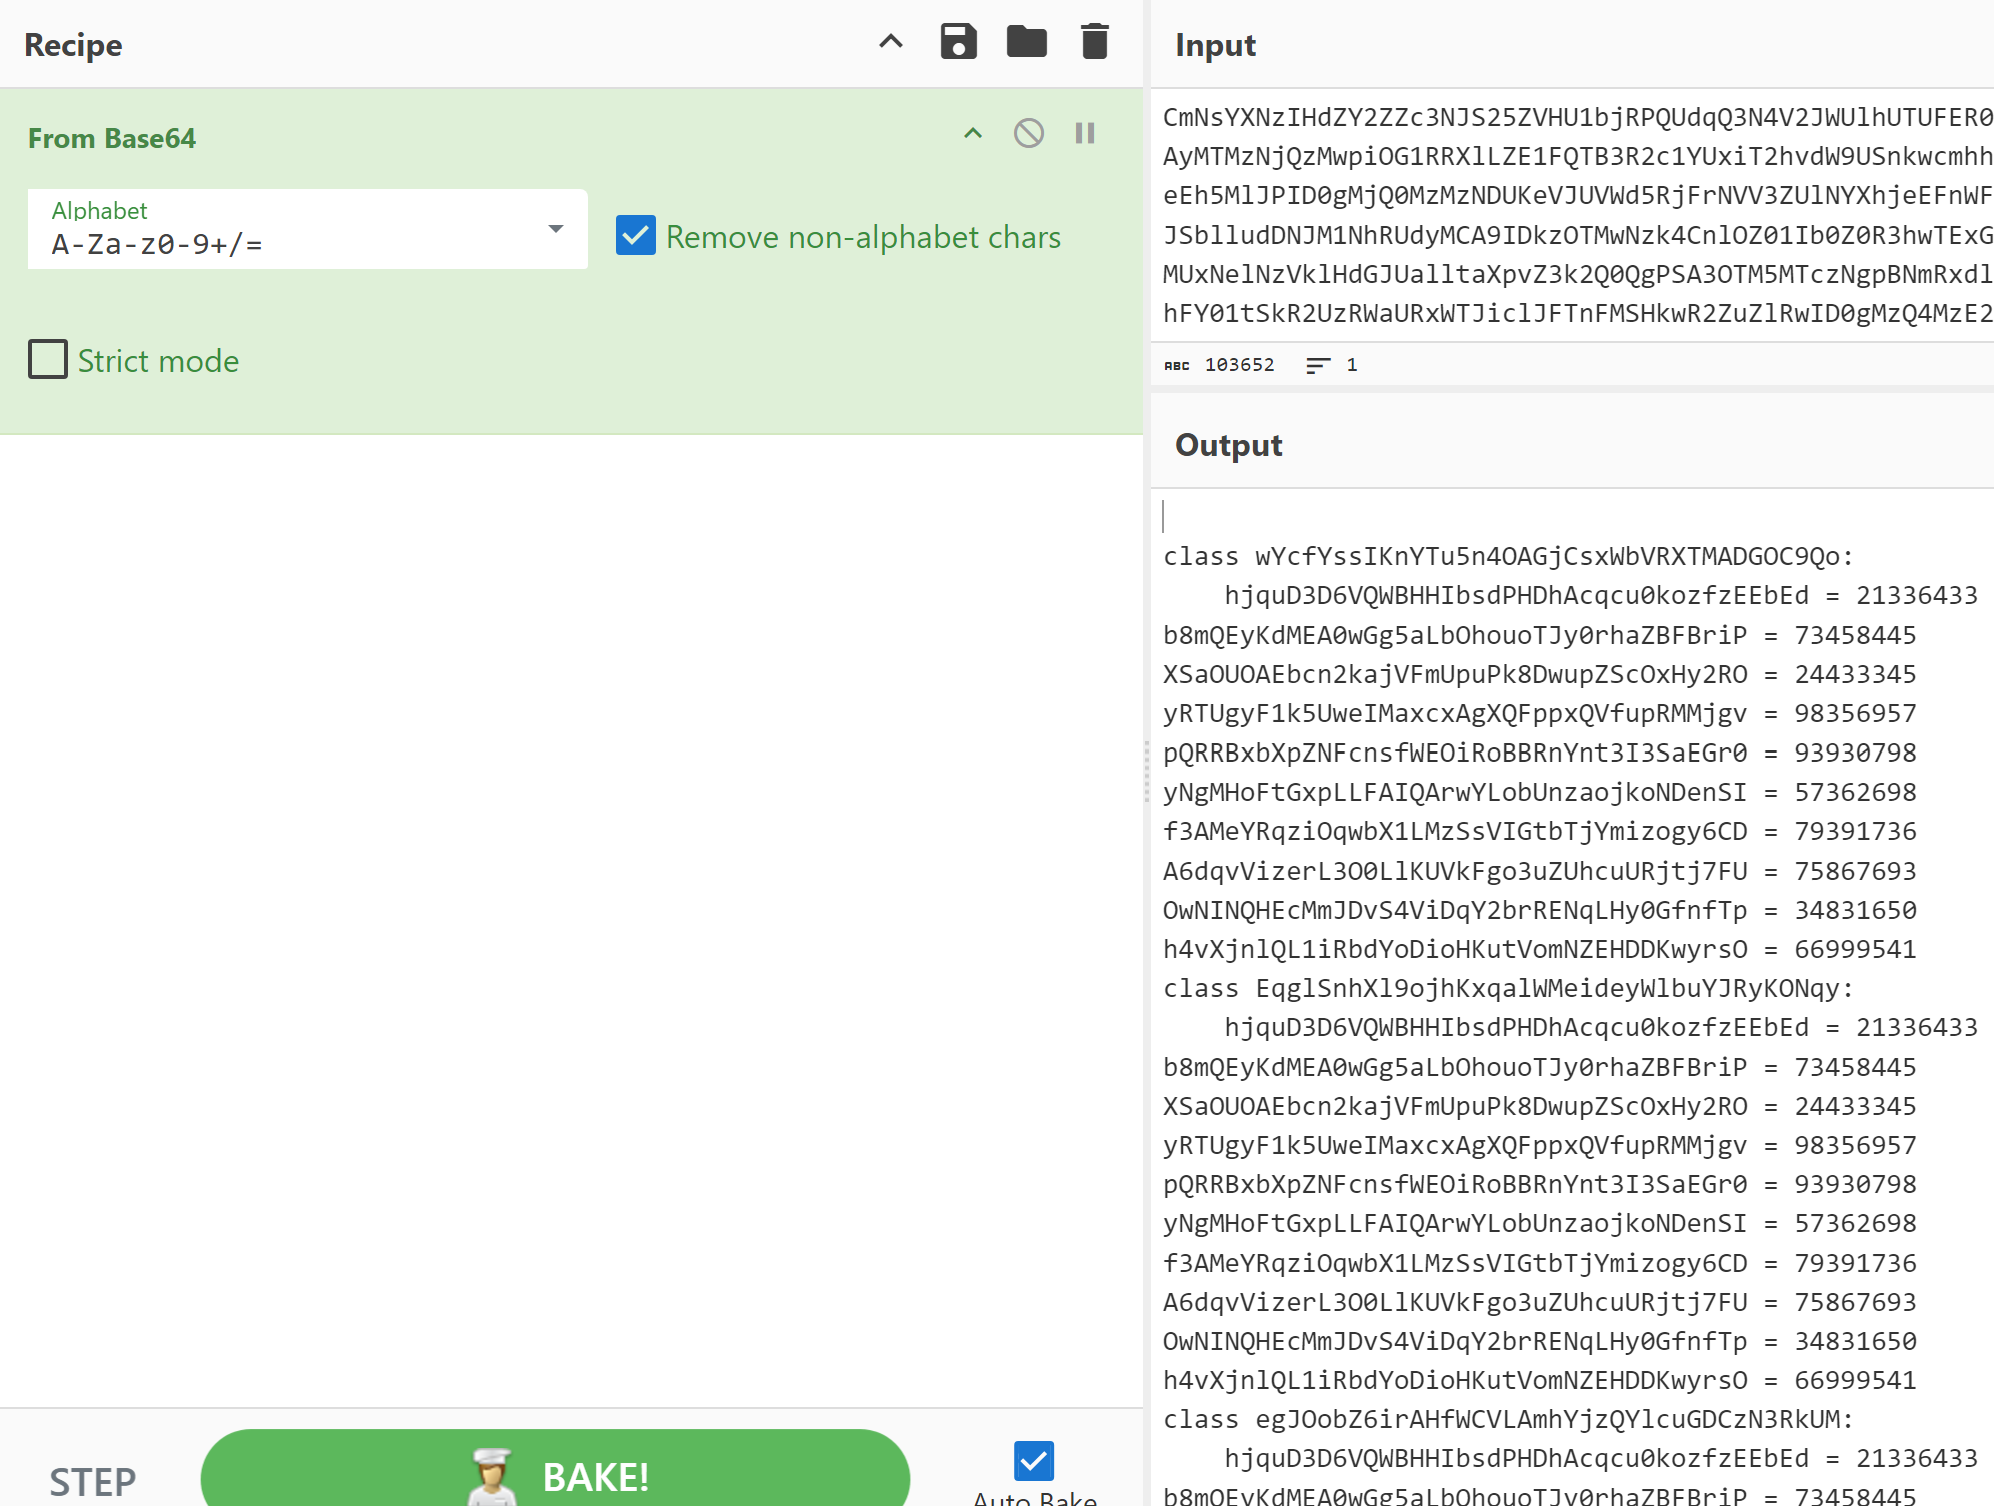 Recipe
From Base64
Alphabet
A-Za-z0-9+/=
Remove non-alphabet chars
Strict mode
STEP
BAKE!
Auto Bake
Input
CmNsYXNzIHdZY2ZZc3NJS25ZVHU1bjRPQUdqQ3N4V2JWUlhUTUFER0
AyMTMzNjQzMwpiOG1RRXlLZE1FQTB3R2c1YUxiT2hvdW9USnkwcmhh
eEh5MlJPID0gMjQ0MzMzNDUKeVJUVWd5RjFrNVV3ZUlNYXhjeEFnWF
JSblludDNJM1NhRUdyMCA9IDkzOTMwNzk4CnlOZ01Ib0Z0R3hwTExG
MUxNelNzVklHdGJUalltaXpvZ3k2Q0QgPSA3OTM5MTczNgpBNmRxdl
hFY01tSkR2UzRWaURxWTJiclJFTnFMSHkwR2ZuZlRwID0gMzQ4MzE2
ABC 103652 1
Output
class wYcfYssIKnYTu5n4OAGjCsxWbVRXTMADGOC9Qo:
hjquD3D6VQWBHHIbsdPHDhAcqcu0kozfzEEbEd = 21336433
b8mQEyKdMEA0wGg5aLbOhouoTJy0rhaZBFBriP = 73458445
XSaOUOAEbcn2kajVFmUpuPk8DwupZScOxHy2RO = 24433345
yRTUgyF1k5UweIMaxcxAgXQFppxQVfupRMMjgv = 98356957
pQRRBxbXpZNFcnsfWEOiRoBBRnYnt3I3SaEGr0 = 93930798
yNgMHoFtGxpLLFAIQArwYLobUnzaojkoNDenSI = 57362698
f3AMeYRqziOqwbX1LMzSsVIGtbTjYmizogy6CD = 79391736
A6dqvVizerL3O0LlKUVkFgo3uZUhcuURjtj7FU = 75867693
OwNINQHEcMmJDvS4ViDqY2brRENqLHy0GfnfTp = 34831650
h4vXjnlQL1iRbdYoDioHKutVomNZEHDDKwyrsO = 66999541
class EqglSnhXl9ojhKxqalWMeideyWlbuYJRyKONqy:
hjquD3D6VQWBHHIbsdPHDhAcqcu0kozfzEEbEd = 21336433
b8mQEyKdMEA0wGg5aLbOhouoTJy0rhaZBFBriP = 73458445
XSaOUOAEbcn2kajVFmUpuPk8DwupZScOxHy2RO = 24433345
yRTUgyF1k5UweIMaxcxAgXQFppxQVfupRMMjgv = 98356957
pQRRBxbXpZNFcnsfWEOiRoBBRnYnt3I3SaEGr0 = 93930798
yNgMHoFtGxpLLFAIQArwYLobUnzaojkoNDenSI = 57362698
f3AMeYRqziOqwbX1LMzSsVIGtbTjYmizogy6CD = 79391736
A6dqvVizerL3O0LlKUVkFgo3uZUhcuURjtj7FU = 75867693
OwNINQHEcMmJDvS4ViDqY2brRENqLHy0GfnfTp = 34831650
h4vXjnlQL1iRbdYoDioHKutVomNZEHDDKwyrsO = 66999541
class egJOobZ6irAHfWCVLAmhYjzQYlcuGDCzN3RkUM:
hjquD3D6VQWBHHIbsdPHDhAcqcu0kozfzEEbEd = 21336433
b8mQEyKdMEA0wGg5aLbOhouoTJy0rhaZBFBriP = 73458445